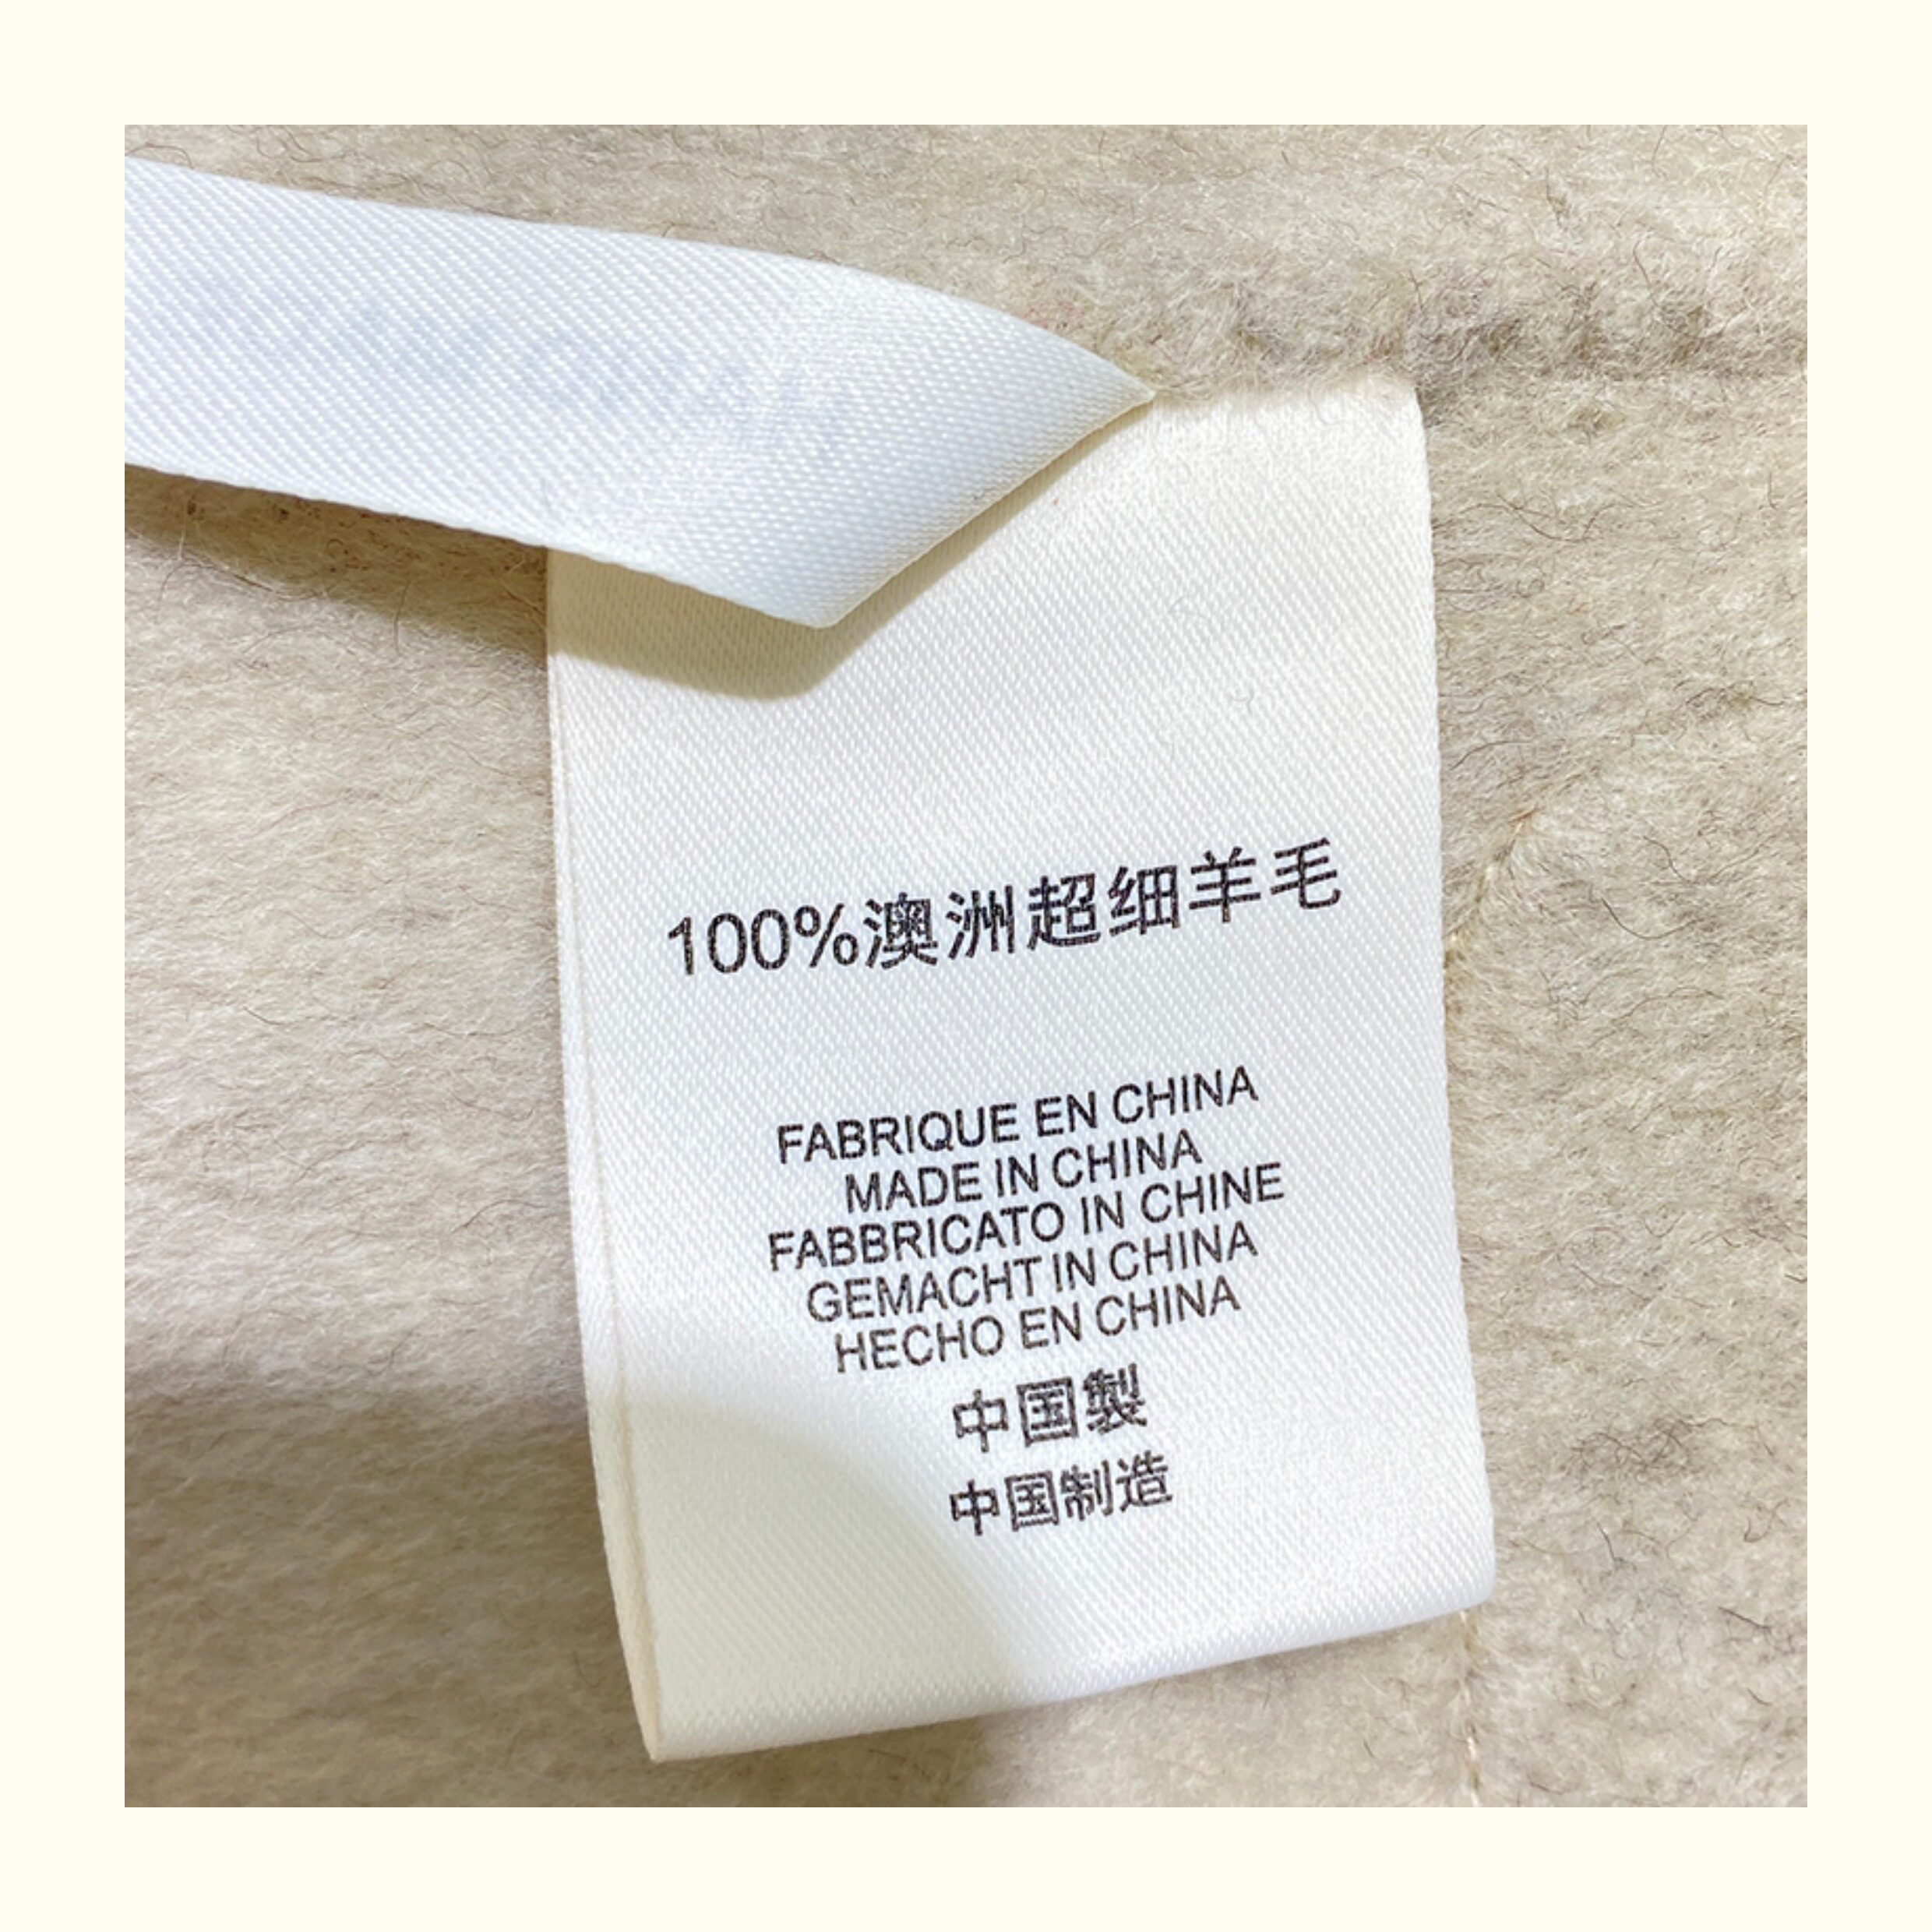 100%澳洲超细羊毛
FABRIQUE EN CHINA
MADE IN CHINA
FABBRICATO IN CHINE
GEMACHT IN CHINA
HECHO EN CHINA
中国製
中国制造